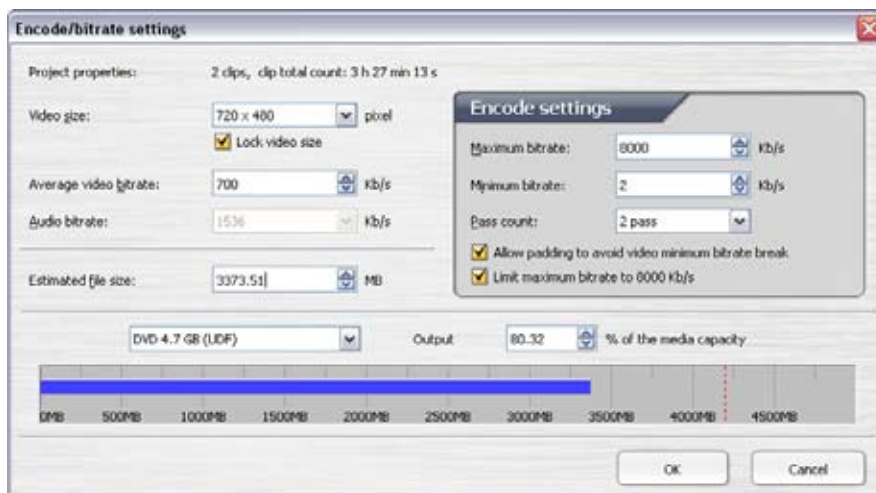 Encode/bitrate settings
Project properties: 2 clips, clip total count: 3 h 27 min 13 s
Video size: 720 x 480 pixel
Lock video size
Average video bitrate: 700 Kb/s
Audio bitrate: 1536 Kb/s
Estimated file size: 3373.51 MB
Encode settings
Maximum bitrate: 8000 Kb/s
Minimum bitrate: 2 Kb/s
Pass count: 2 pass
Allow padding to avoid video minimum bitrate break
Limit maximum bitrate to 8000 Kb/s
DVD 4.7 GB (UDF) Output 80.32 % of the media capacity
0MB 500MB 1000MB 1500MB 2000MB 2500MB 3000MB 3500MB 4000MB 4500MB
OK Cancel